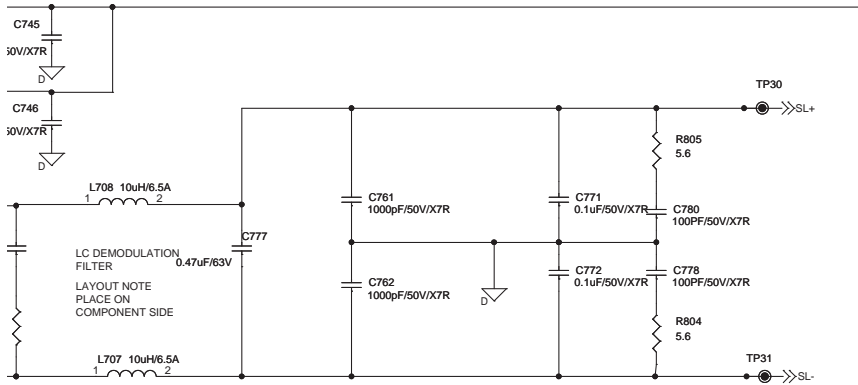 C745
50V/X7R
D
C746
50V/X7R
D
TP30
SL+
R805
5.6
L708 10uH/6.5A
1 2
C761
1000pF/50V/X7R
C771
0.1uF/50V/X7R
C780
100PF/50V/X7R
C777
0.47uF/63V
LC DEMODULATION
FILTER
LAYOUT NOTE
PLACE ON
COMPONENT SIDE
D
C762
1000pF/50V/X7R
C772
0.1uF/50V/X7R
C778
100PF/50V/X7R
R804
5.6
L707 10uH/6.5A
1 2
TP31
SL-